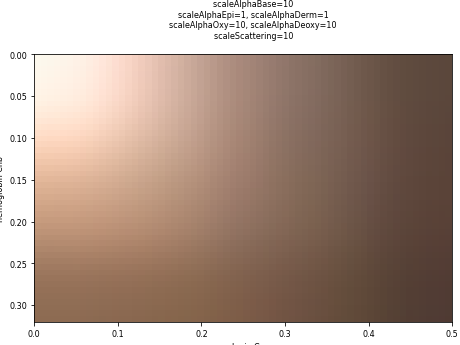 scaleAlphaBase=10
scaleAlphaEpi=1, scaleAlphaDerm=1
scaleAlphaOxy=10, scaleAlphaDeoxy=10
scaleScattering=10
0.00
0.05
0.10
0.15
0.20
0.25
0.30
0.0 0.1 0.2 0.3 0.4 0.5